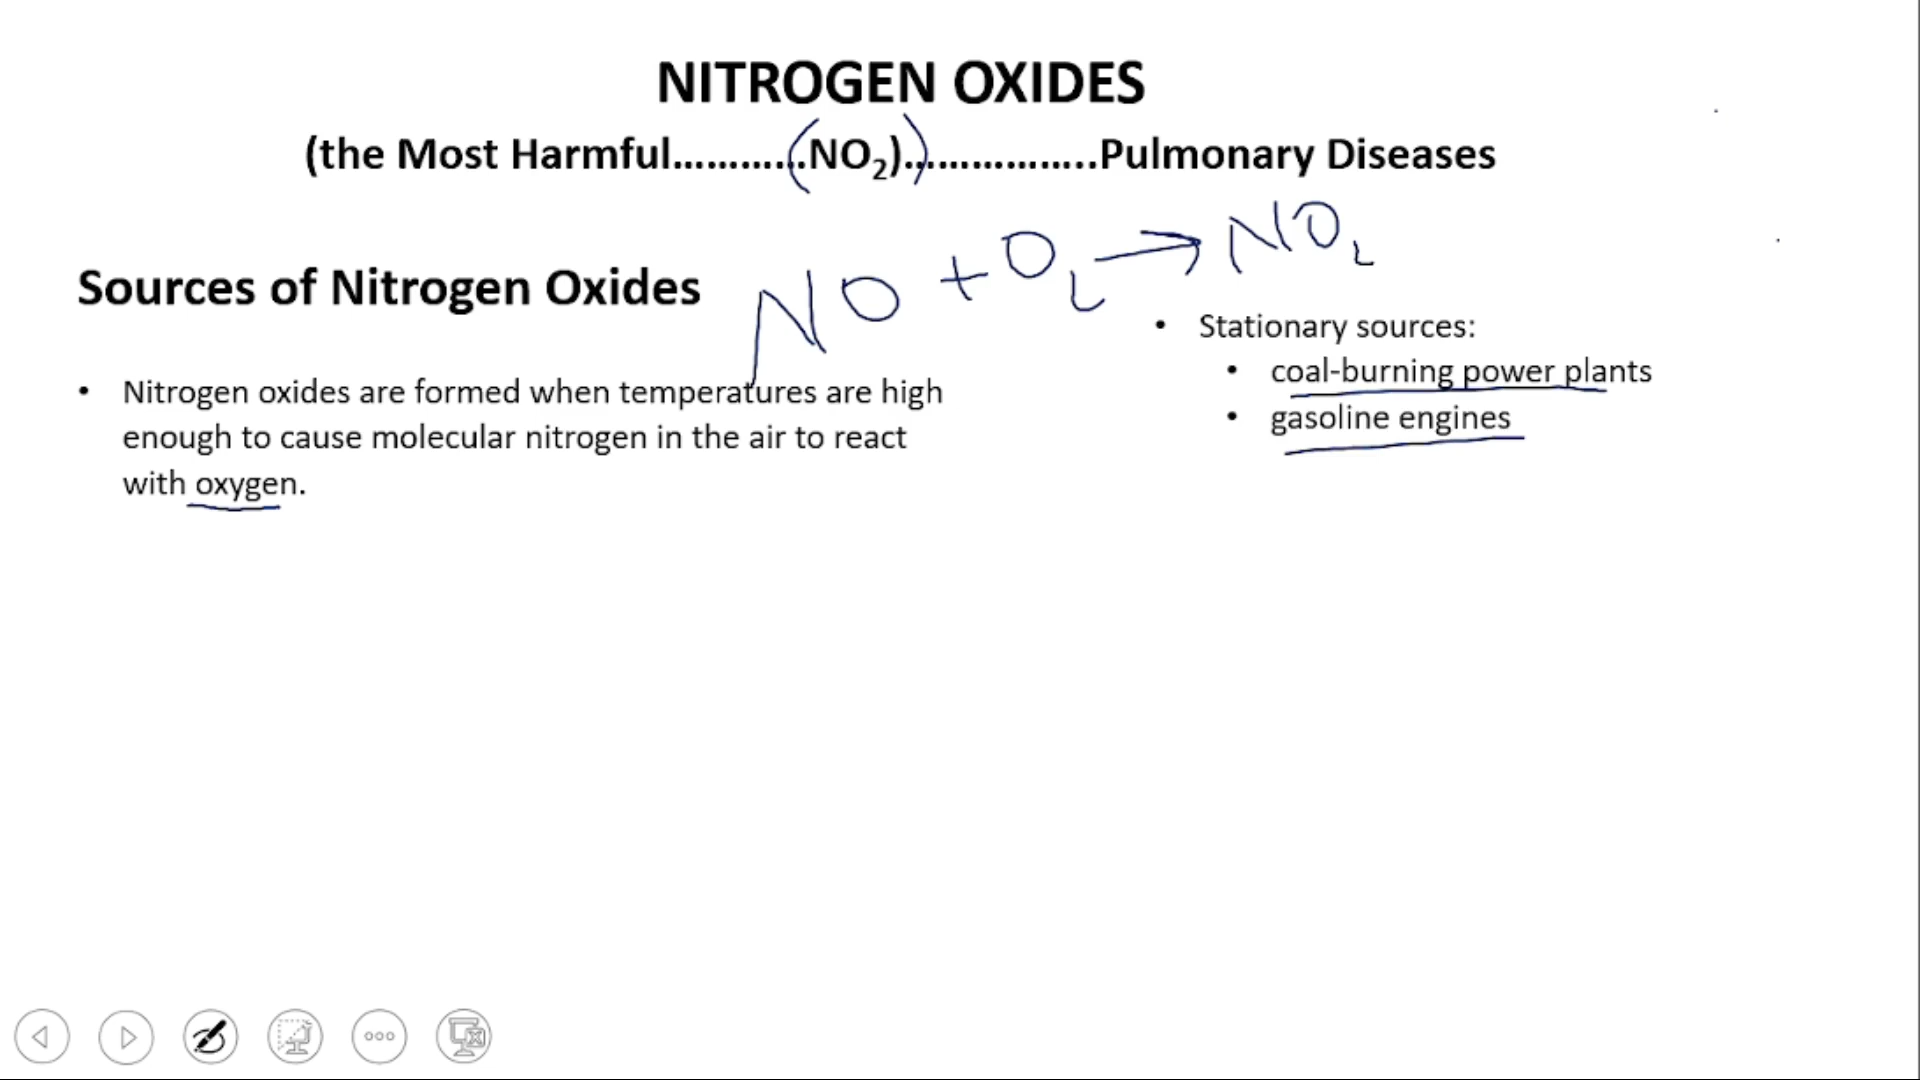 NITROGEN OXIDES
(the Most Harmful............(NO₂).)..................Pulmonary Diseases
NO + O₂ → NO₂
Sources of Nitrogen Oxides
• Nitrogen oxides are formed when temperatures are high
enough to cause molecular nitrogen in the air to react
with oxygen.
• Stationary sources:
• coal-burning power plants
• gasoline engines